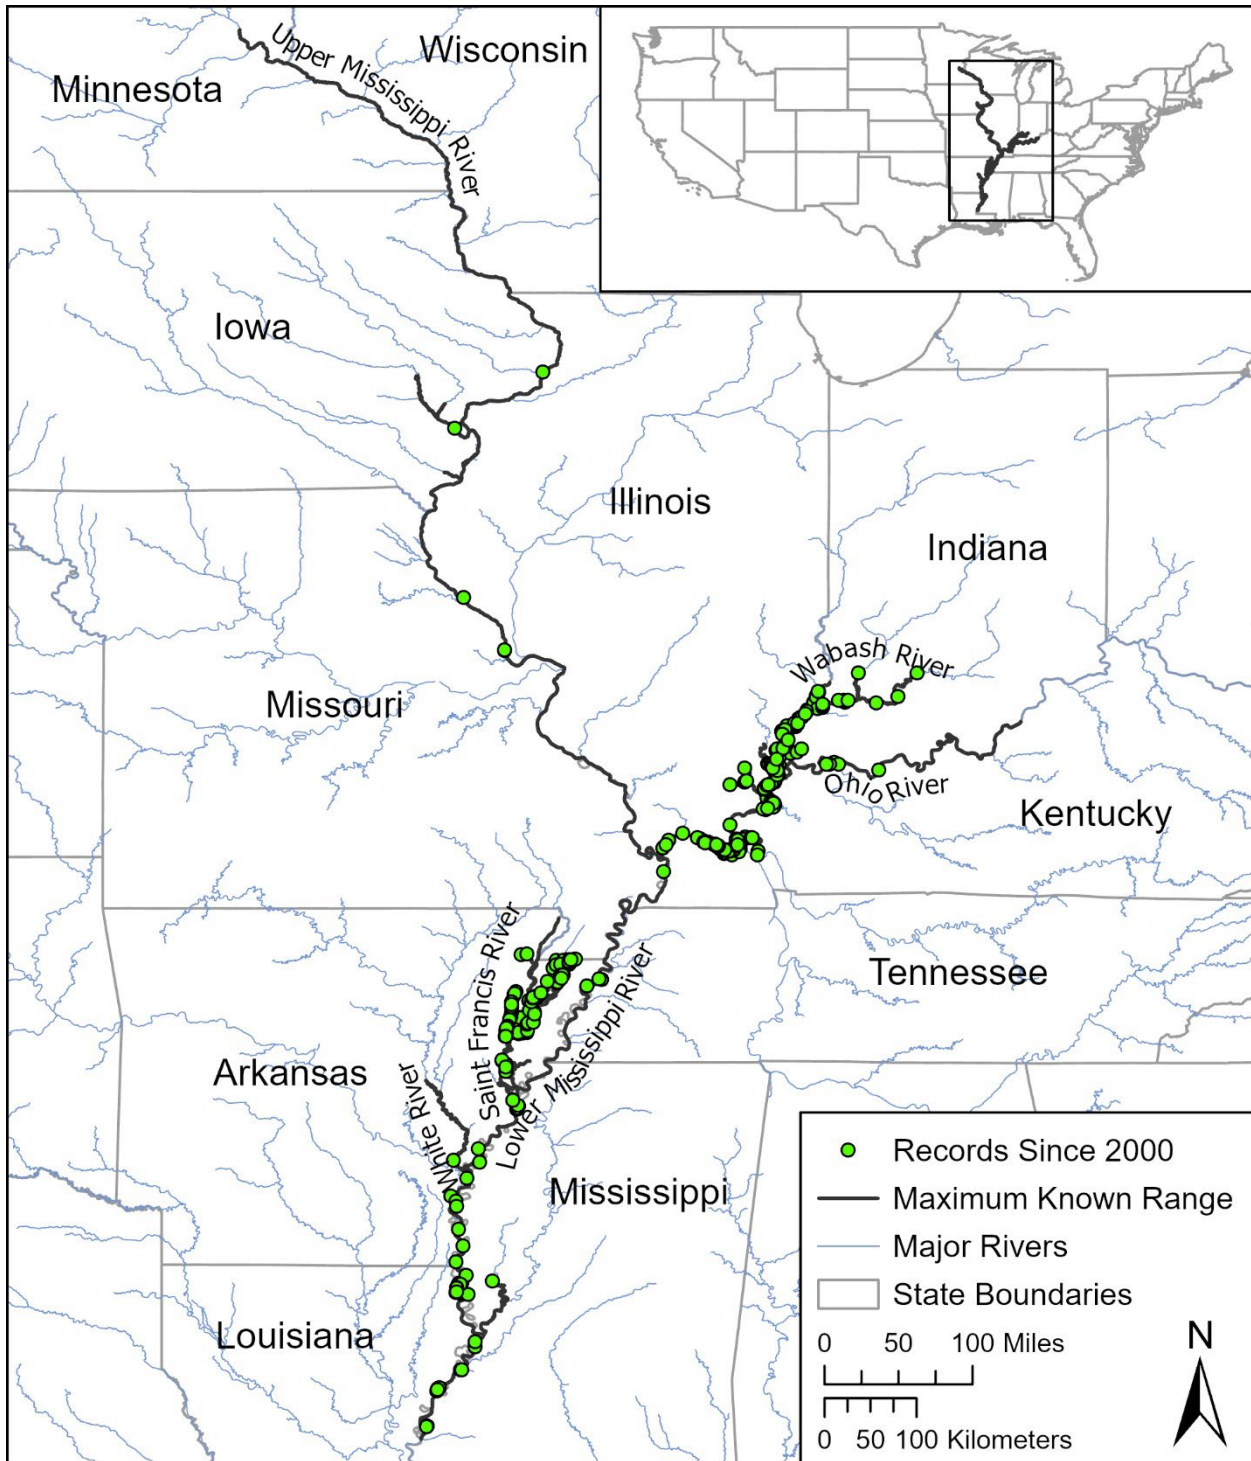 Upper Mississippi River
Wisconsin
Minnesota
Iowa
Illinois
Indiana
Wabash River
Missouri
Ohio River
Kentucky
Saint Francis River
Tennessee
Lower Mississippi River
Arkansas
White River
Mississippi
Louisiana
Records Since 2000
Maximum Known Range
Major Rivers
State Boundaries
0 50 100 Miles
0 50 100 Kilometers
N